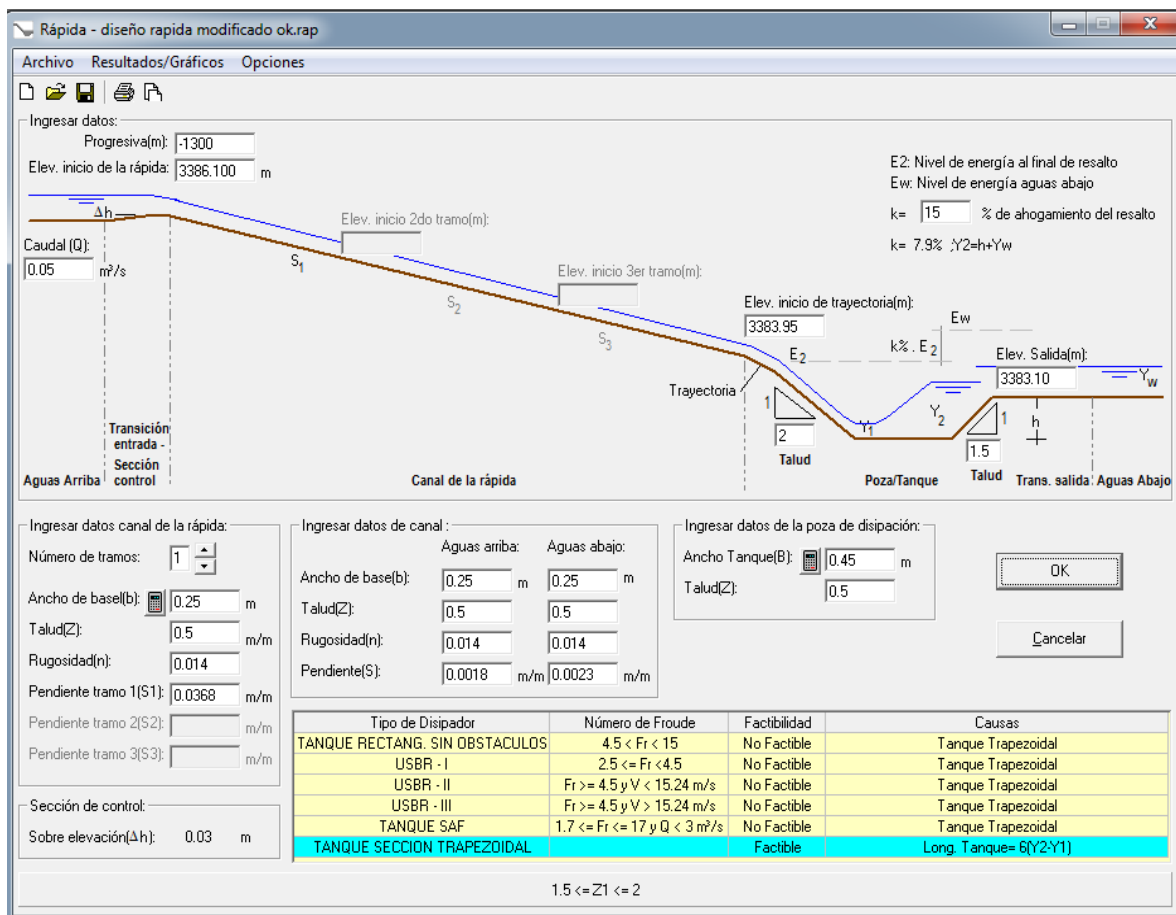 Rápida - diseño rapida modificado ok.rap
Archivo Resultados/Gráficos Opciones
Ingresar datos:
Progresiva(m): -1300
Elev. inicio de la rápida: 3386.100 m
E2: Nivel de energía al final de resalto
Ew: Nivel de energía aguas abajo
k= 15 % de ahogamiento del resalto
k= 7.9% ;Y2=h+Yw
Δh
Elev. inicio 2do tramo(m):
Caudal (Q):
0.05 m³/s
S1
Elev. inicio 3er tramo(m):
S2
S3
Elev. inicio de trayectoria(m):
3383.95
Ew
E2
k% . E2
Elev. Salida(m):
3383.10
Yw
Trayectoria
1
2
Talud
Y1
Y2
1
1.5
Talud
h
Aguas Arriba
Transición entrada - Sección control
Canal de la rápida
Poza/Tanque
Trans. salida
Aguas Abajo
Ingresar datos canal de la rápida:
Número de tramos: 1
Ancho de basel(b): 0.25 m
Talud(Z): 0.5 m/m
Rugosidad(n): 0.014
Pendiente tramo 1(S1): 0.0368 m/m
Pendiente tramo 2(S2): m/m
Pendiente tramo 3(S3): m/m
Sección de control:
Sobre elevación(Δh): 0.03 m
Ingresar datos de canal :
Aguas arriba: Aguas abajo:
Ancho de base(b): 0.25 m 0.25 m
Talud(Z): 0.5 0.5
Rugosidad(n): 0.014 0.014
Pendiente(S): 0.0018 m/m 0.0023 m/m
Ingresar datos de la poza de disipación:
Ancho Tanque(B): 0.45 m
Talud(Z): 0.5
OK
Cancelar
Tipo de Disipador Número de Froude Factibilidad Causas
TANQUE RECTANG. SIN OBSTACULOS 4.5 < Fr < 15 No Factible Tanque Trapezoidal
USBR - I 2.5 <= Fr <4.5 No Factible Tanque Trapezoidal
USBR - II Fr >= 4.5 y V < 15.24 m/s No Factible Tanque Trapezoidal
USBR - III Fr >= 4.5 y V > 15.24 m/s No Factible Tanque Trapezoidal
TANQUE SAF 1.7 <= Fr <= 17 y Q < 3 m³/s No Factible Tanque Trapezoidal
TANQUE SECCION TRAPEZOIDAL Factible Long. Tanque= 6(Y2-Y1)
1.5 <= Z1 <= 2